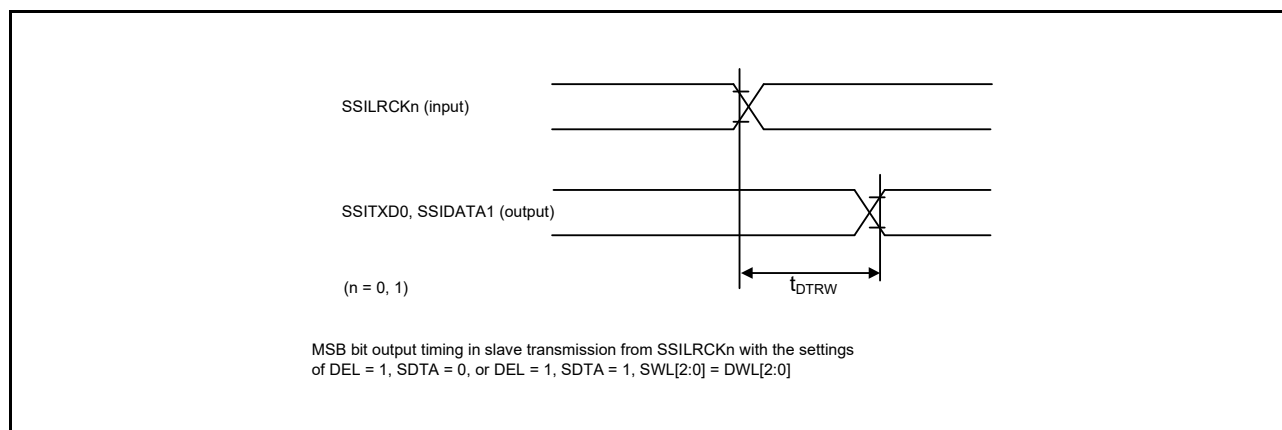 SSILRCKn (input)
SSITXD0, SSIDATA1 (output)
tDTRW
(n = 0, 1)
MSB bit output timing in slave transmission from SSILRCKn with the settings
of DEL = 1, SDTA = 0, or DEL = 1, SDTA = 1, SWL[2:0] = DWL[2:0]